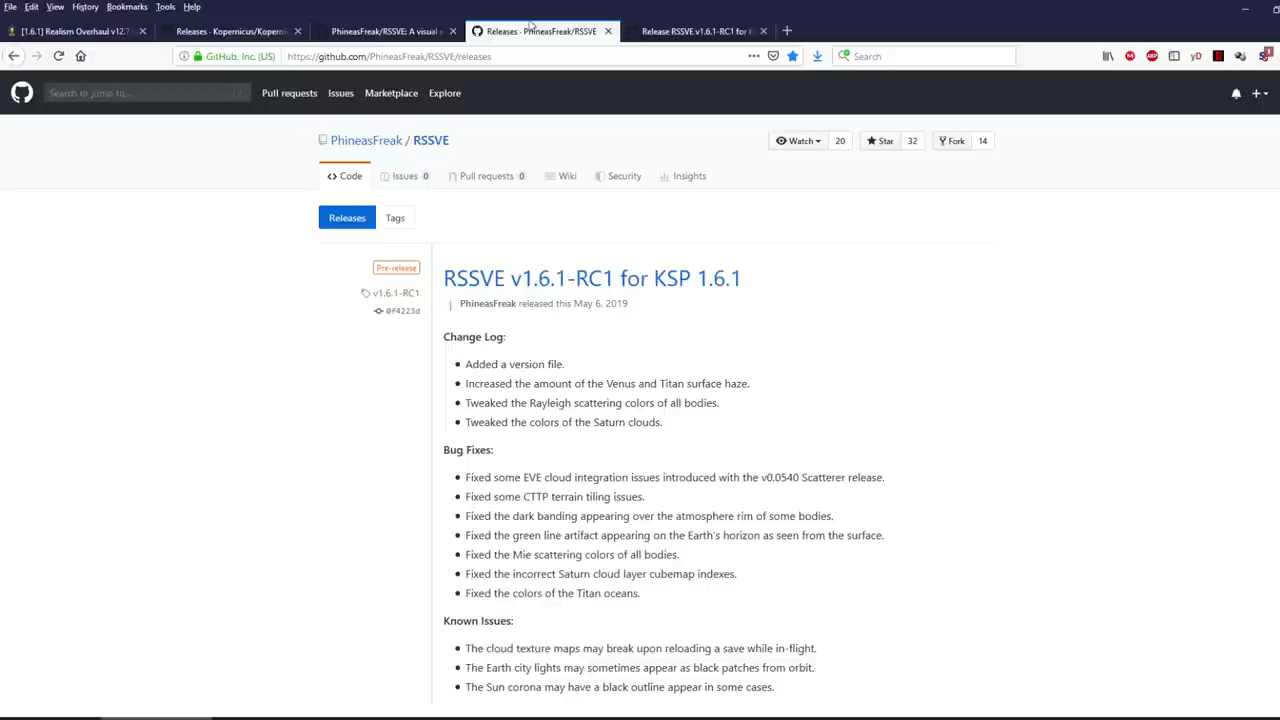 File Edit View History Bookmarks Tools Help
[1.6.1] Realism Overhaul v12.7
Releases · Kopernicus/Koperni
PhineasFreak/RSSVE: A visual
Releases · PhineasFreak/RSSVE
Release RSSVE v1.6.1-RC1 for
GitHub, Inc. (US)
https://github.com/PhineasFreak/RSSVE/releases
Search
Search or jump to...
Pull requests Issues Marketplace Explore
PhineasFreak / RSSVE
Watch 20
Star 32
Fork 14
Code
Issues 0
Pull requests 0
Wiki
Security
Insights
Releases
Tags
Pre-release
v1.6.1-RC1
0f4223d
RSSVE v1.6.1-RC1 for KSP 1.6.1
PhineasFreak released this May 6, 2019
Change Log:
• Added a version file.
• Increased the amount of the Venus and Titan surface haze.
• Tweaked the Rayleigh scattering colors of all bodies.
• Tweaked the colors of the Saturn clouds.
Bug Fixes:
• Fixed some EVE cloud integration issues introduced with the v0.0540 Scatterer release.
• Fixed some CTTP terrain tiling issues.
• Fixed the dark banding appearing over the atmosphere rim of some bodies.
• Fixed the green line artifact appearing on the Earth's horizon as seen from the surface.
• Fixed the Mie scattering colors of all bodies.
• Fixed the incorrect Saturn cloud layer cubemap indexes.
• Fixed the colors of the Titan oceans.
Known Issues:
• The cloud texture maps may break upon reloading a save while in-flight.
• The Earth city lights may sometimes appear as black patches from orbit.
• The Sun corona may have a black outline appear in some cases.